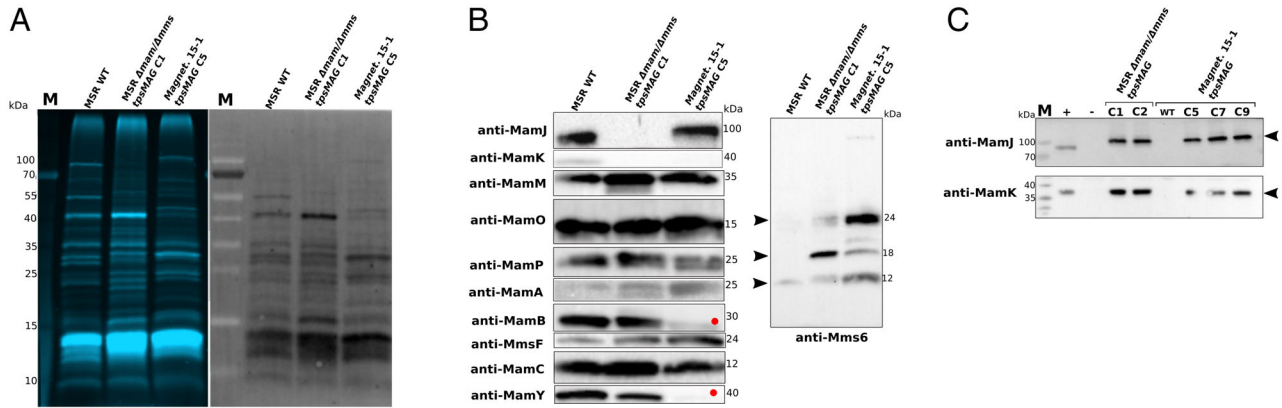 A
B
C
kDa
M
MSR WT
MSR Δmam/Δmms
tpsMAG C1
Magnet. 15-1
tpsMAG C5
100
70
55
40
35
25
15
10
M
MSR WT
MSR Δmam/Δmms
tpsMAG C1
Magnet. 15-1
tpsMAG C5
MSR WT
MSR Δmam/Δmms
tpsMAG C1
Magnet. 15-1
tpsMAG C5
kDa
anti-MamJ 100
anti-MamK 40
anti-MamM 35
anti-MamO 15
anti-MamP 25
anti-MamA 25
anti-MamB 30
anti-MmsF 24
anti-MamC 12
anti-MamY 40
MSR WT
MSR Δmam/Δmms
tpsMAG C1
Magnet. 15-1
tpsMAG C5
kDa
24
18
12
anti-Mms6
MSR Δmam/Δmms
tpsMAG
Magnet. 15-1
tpsMAG
M + - C1 C2 WT C5 C7 C9
anti-MamJ
100
70
anti-MamK
40
35